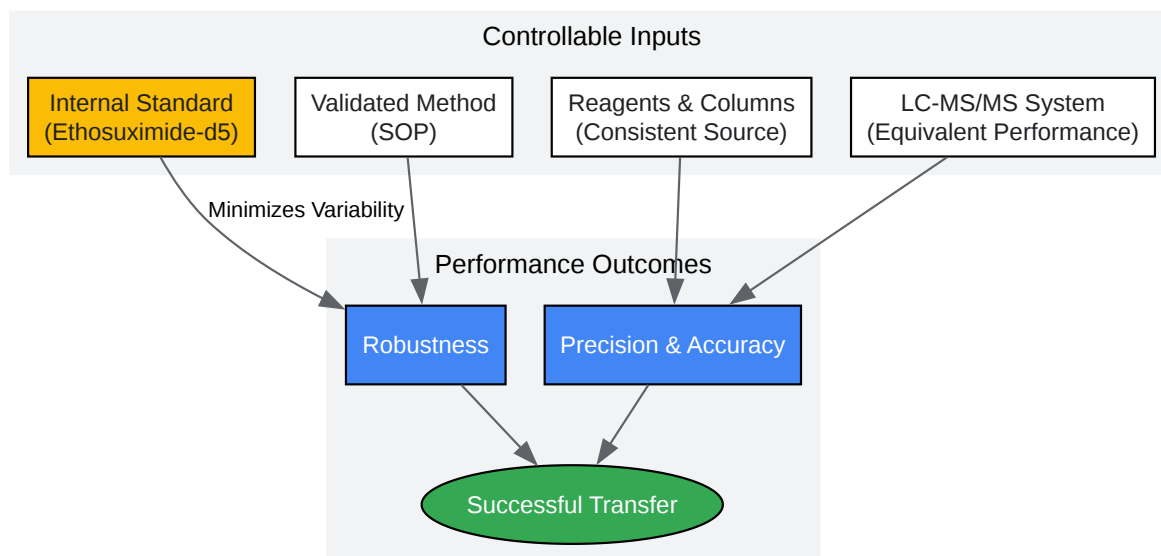 Controllable Inputs
Internal Standard
(Ethosuximide-d5)
Validated Method
(SOP)
Reagents & Columns
(Consistent Source)
LC-MS/MS System
(Equivalent Performance)
Minimizes Variability
Performance Outcomes
Robustness
Precision & Accuracy
Successful Transfer